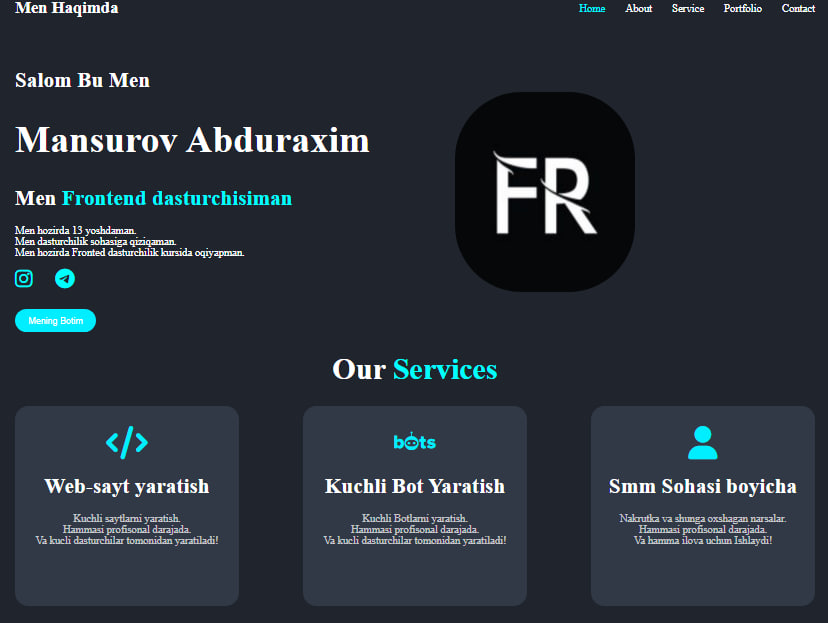 Men Haqimda
Home About Service Portfolio Contact
Salom Bu Men
Mansurov Abduraxim
Men Frontend dasturchisiman
Men hozirda 13 yoshdaman.
Men dasturchilik sohasiga qiziqaman.
Men hozirda Fronted dasturchilik kursida oqiyapman.
Mening Botim
FR
Our Services
Web-sayt yaratish
Kuchli saytlarni yaratish.
Hammasi profisonal darajada.
Va kucli dasturchilar tomonidan yaratiladi!
bots
Kuchli Bot Yaratish
Kuchli Botlarni yaratish.
Hammasi profisonal darajada.
Va kucli dasturchilar tomonidan yaratiladi!
Smm Sohasi boyicha
Nakrutka va shunga oxshagan narsalar.
Hammasi profisonal darajada.
Va hamma ilova uchun Ishlaydi!